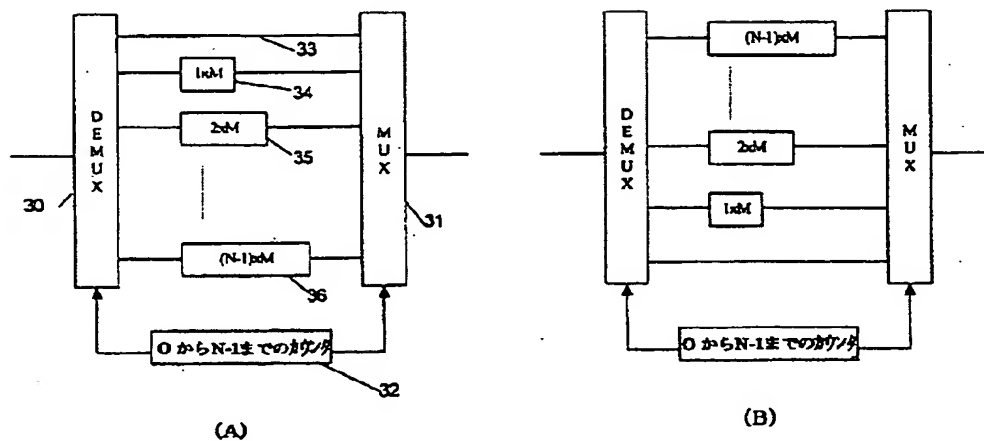 DEMUX
33
1xM
34
2xM
35
MUX
30
31
(N-1)xM
36
0からN-1までのカウンタ
32
(A)
(N-1)xM
DEMUX
2xM
MUX
1xM
0からN-1までのカウンタ
(B)